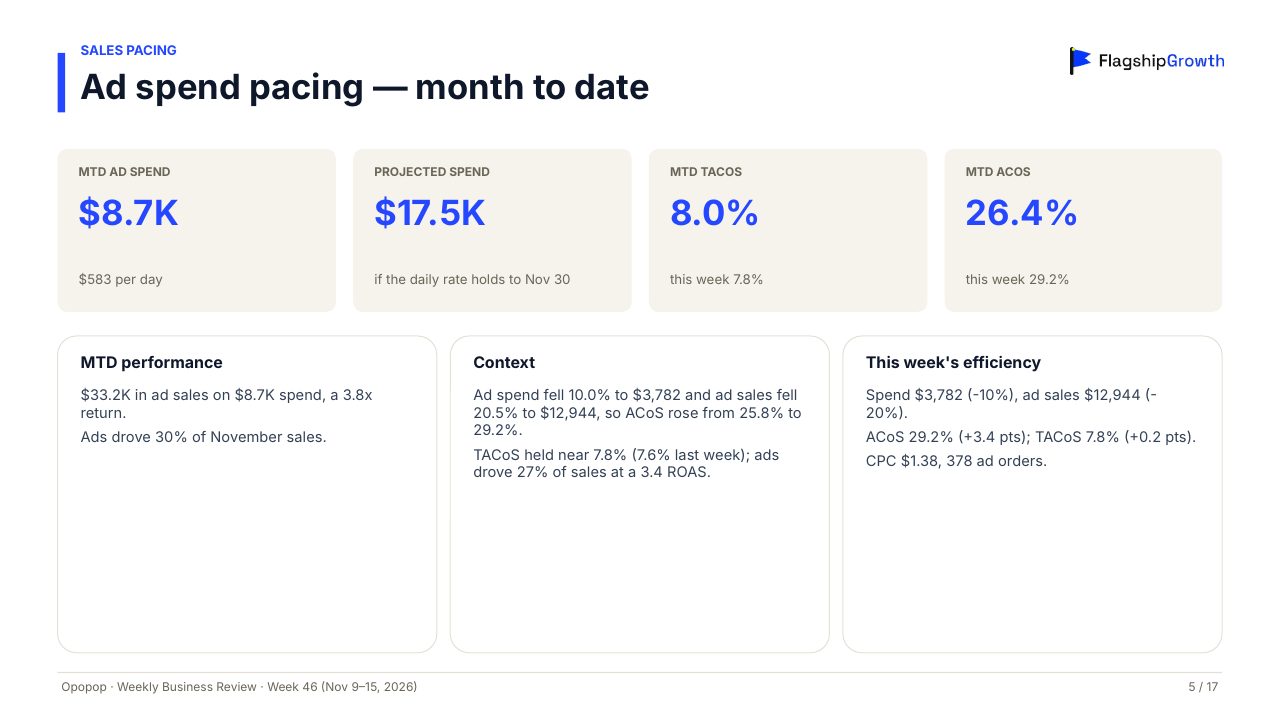 SALES PACING
Ad spend pacing — month to date
FlagshipGrowth
MTD AD SPEND
$8.7K
$583 per day
PROJECTED SPEND
$17.5K
if the daily rate holds to Nov 30
MTD TACOS
8.0%
this week 7.8%
MTD ACOS
26.4%
this week 29.2%
MTD performance
$33.2K in ad sales on $8.7K spend, a 3.8x
return.
Ads drove 30% of November sales.
Context
Ad spend fell 10.0% to $3,782 and ad sales fell
20.5% to $12,944, so ACoS rose from 25.8% to
29.2%.
TACoS held near 7.8% (7.6% last week); ads
drove 27% of sales at a 3.4 ROAS.
This week's efficiency
Spend $3,782 (-10%), ad sales $12,944 (-
20%).
ACoS 29.2% (+3.4 pts); TACoS 7.8% (+0.2 pts).
CPC $1.38, 378 ad orders.
Opopop · Weekly Business Review · Week 46 (Nov 9–15, 2026)
5 / 17